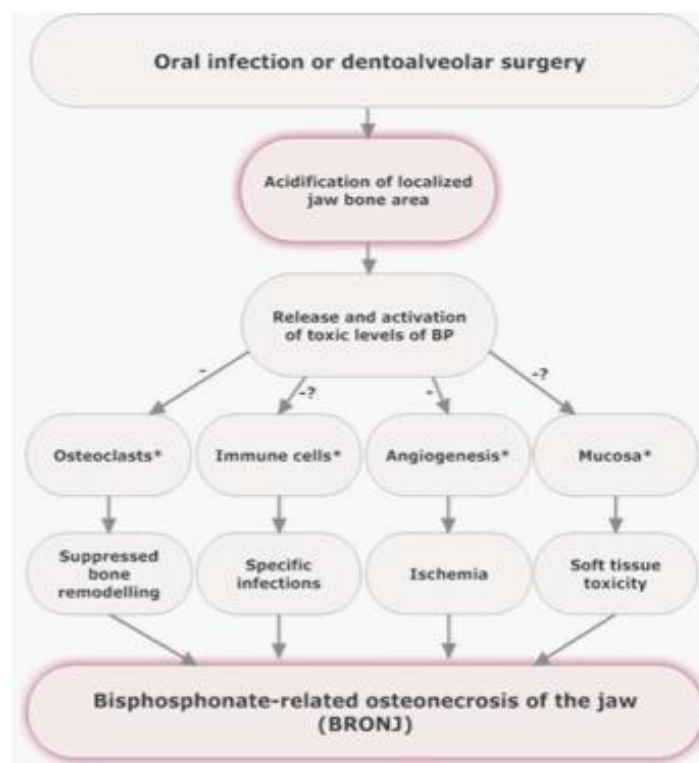 Oral infection or dentoalveolar surgery
Acidification of localized
jaw bone area
Release and activation
of toxic levels of BP
-
-?
-
-?
Osteoclasts*
Immune cells*
Angiogenesis*
Mucosa*
Suppressed
bone
remodelling
Specific
infections
Ischemia
Soft tissue
toxicity
Bisphosphonate-related osteonecrosis of the jaw
(BRONJ)